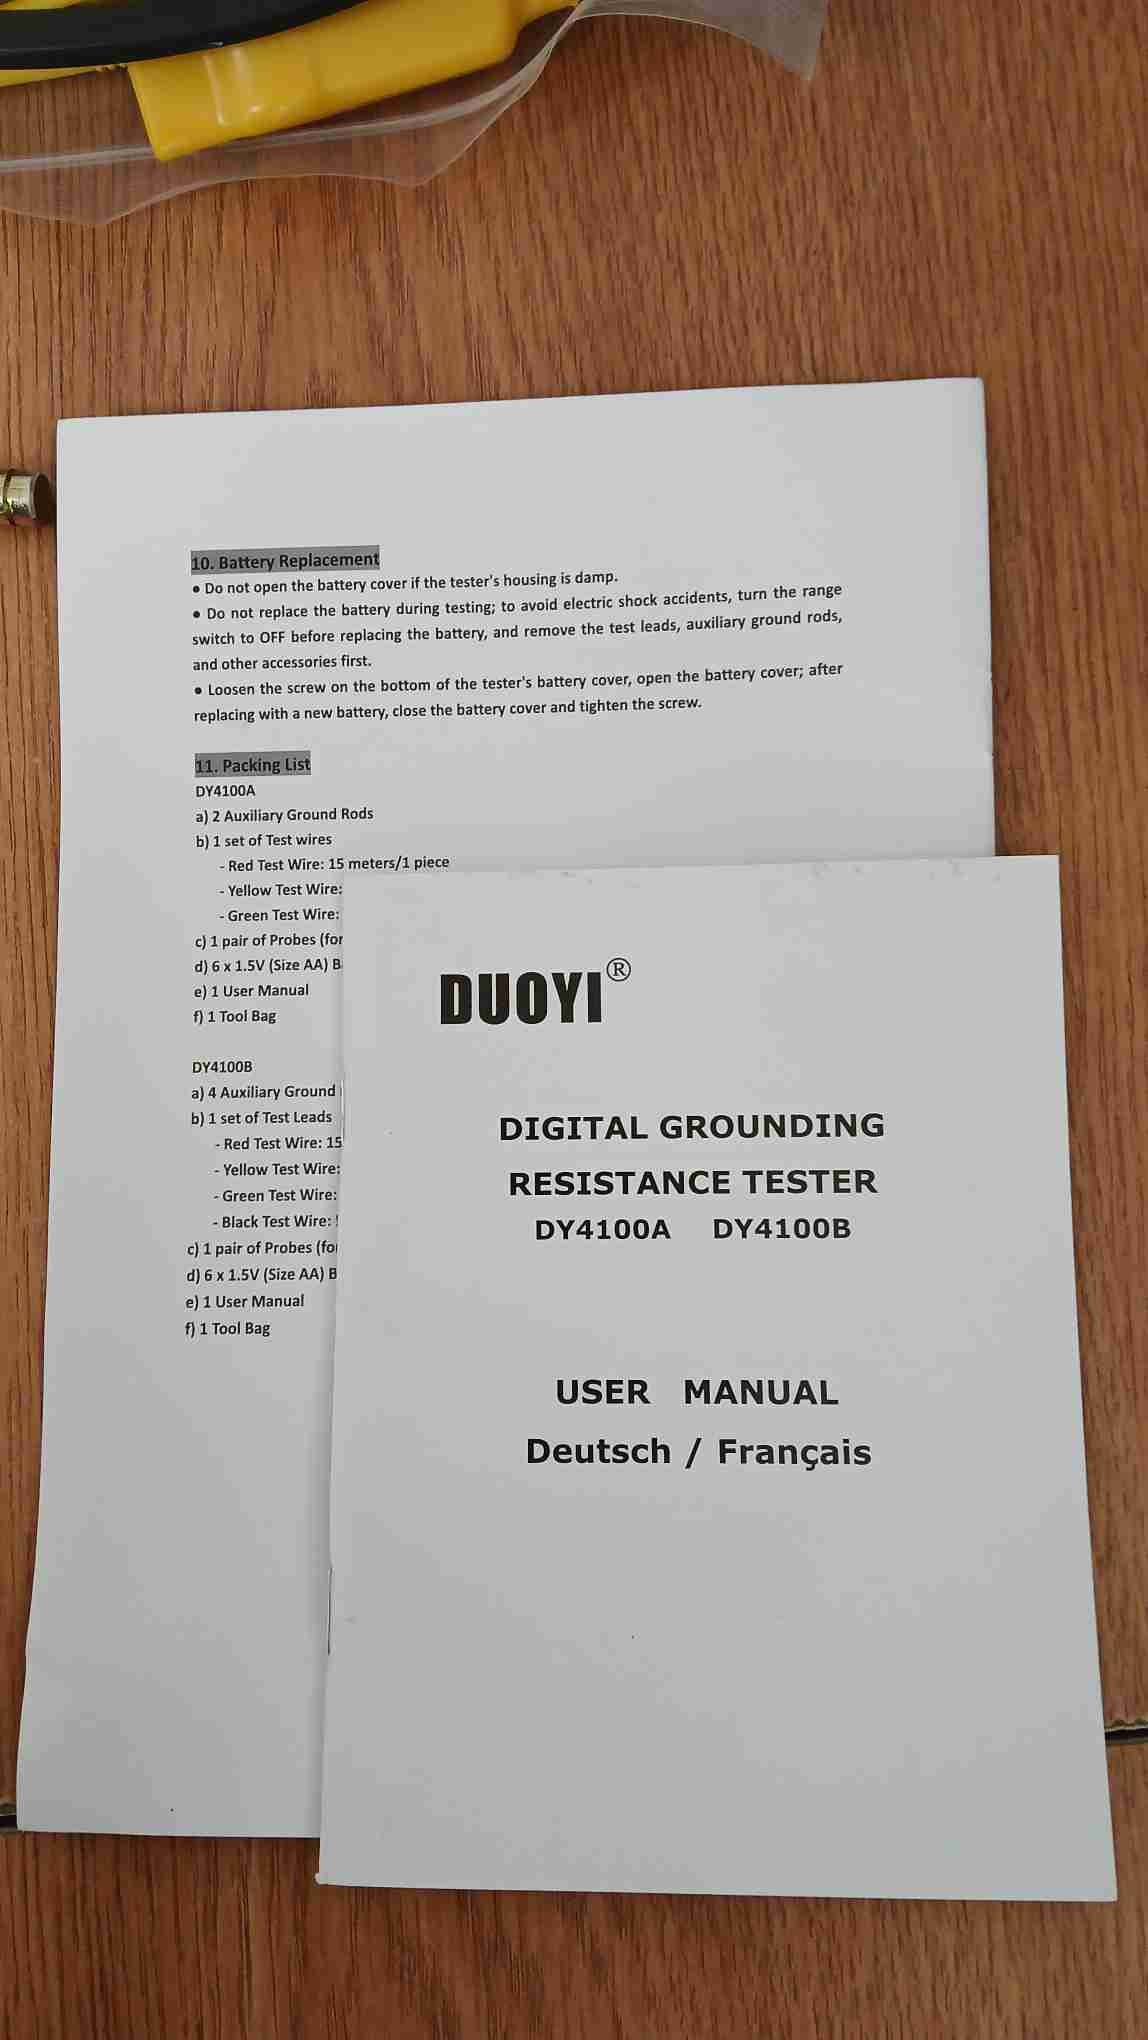 10. Battery Replacement
● Do not open the battery cover if the tester's housing is damp.
● Do not replace the battery during testing; to avoid electric shock accidents, turn the range
switch to OFF before replacing the battery, and remove the test leads, auxiliary ground rods,
and other accessories first.
● Loosen the screw on the bottom of the tester's battery cover, open the battery cover; after
replacing with a new battery, close the battery cover and tighten the screw.
11. Packing List
DY4100A
a) 2 Auxiliary Ground Rods
b) 1 set of Test wires
- Red Test Wire: 15 meters/1 piece
- Yellow Test Wire:
- Green Test Wire:
c) 1 pair of Probes (for
d) 6 x 1.5V (Size AA) B
e) 1 User Manual
f) 1 Tool Bag
DY4100B
a) 4 Auxiliary Ground
b) 1 set of Test Leads
- Red Test Wire: 15
- Yellow Test Wire:
- Green Test Wire:
- Black Test Wire:
c) 1 pair of Probes (for
d) 6 x 1.5V (Size AA) B
e) 1 User Manual
f) 1 Tool Bag
DUOYI®
DIGITAL GROUNDING
RESISTANCE TESTER
DY4100A DY4100B
USER MANUAL
Deutsch / Français